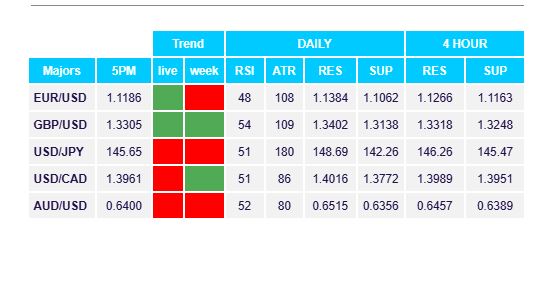 Trend DAILY 4 HOUR
Majors 5PM live week RSI ATR RES SUP RES SUP
EUR/USD 1.1186 48 108 1.1384 1.1062 1.1266 1.1163
GBP/USD 1.3305 54 109 1.3402 1.3138 1.3318 1.3248
USD/JPY 145.65 51 180 148.69 142.26 146.26 145.47
USD/CAD 1.3961 51 86 1.4016 1.3772 1.3989 1.3951
AUD/USD 0.6400 52 80 0.6515 0.6356 0.6457 0.6389